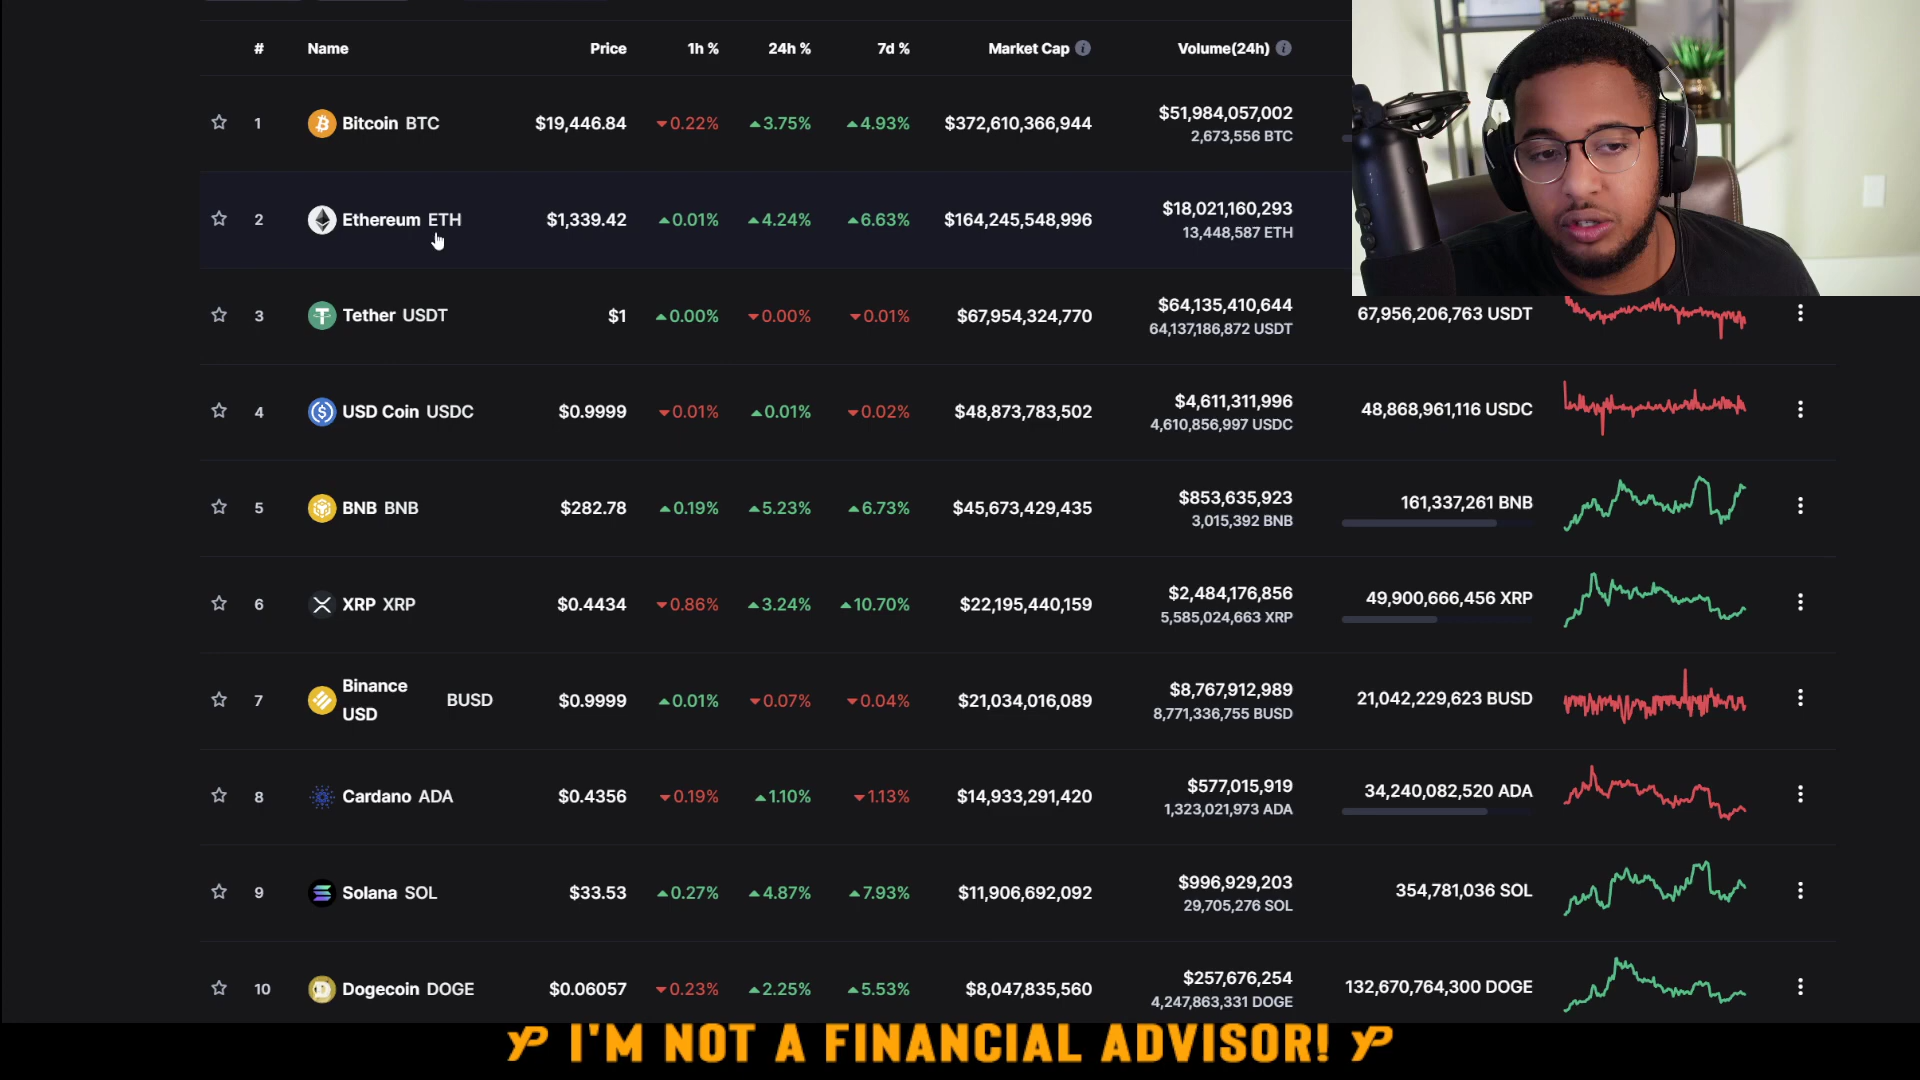 # Name Price 1h % 24h % 7d % Market Cap Volume(24h)
1 Bitcoin BTC $19,446.84 0.22% 3.75% 4.93% $372,610,366,944 $51,984,057,002
2,673,556 BTC
2 Ethereum ETH $1,339.42 0.01% 4.24% 6.63% $164,245,548,996 $18,021,160,293
13,448,587 ETH
3 Tether USDT $1 0.00% 0.00% 0.01% $67,954,324,770 $64,135,410,644 67,956,206,763 USDT
64,137,186,872 USDT
4 USD Coin USDC $0.9999 0.01% 0.01% 0.02% $48,873,783,502 $4,611,311,996 48,868,961,116 USDC
4,610,856,997 USDC
5 BNB BNB $282.78 0.19% 5.23% 6.73% $45,673,429,435 $853,635,923 161,337,261 BNB
3,015,392 BNB
6 XRP XRP $0.4434 0.86% 3.24% 10.70% $22,195,440,159 $2,484,176,856 49,900,666,456 XRP
5,585,024,663 XRP
7 Binance USD BUSD $0.9999 0.01% 0.07% 0.04% $21,034,016,089 $8,767,912,989 21,042,229,623 BUSD
8,771,336,755 BUSD
8 Cardano ADA $0.4356 0.19% 1.10% 1.13% $14,933,291,420 $577,015,919 34,240,082,520 ADA
1,323,021,973 ADA
9 Solana SOL $33.53 0.27% 4.87% 7.93% $11,906,692,092 $996,929,203 354,781,036 SOL
29,705,276 SOL
10 Dogecoin DOGE $0.06057 0.23% 2.25% 5.53% $8,047,835,560 $257,676,254 132,670,764,300 DOGE
4,247,863,331 DOGE
YP I'M NOT A FINANCIAL ADVISOR! YP